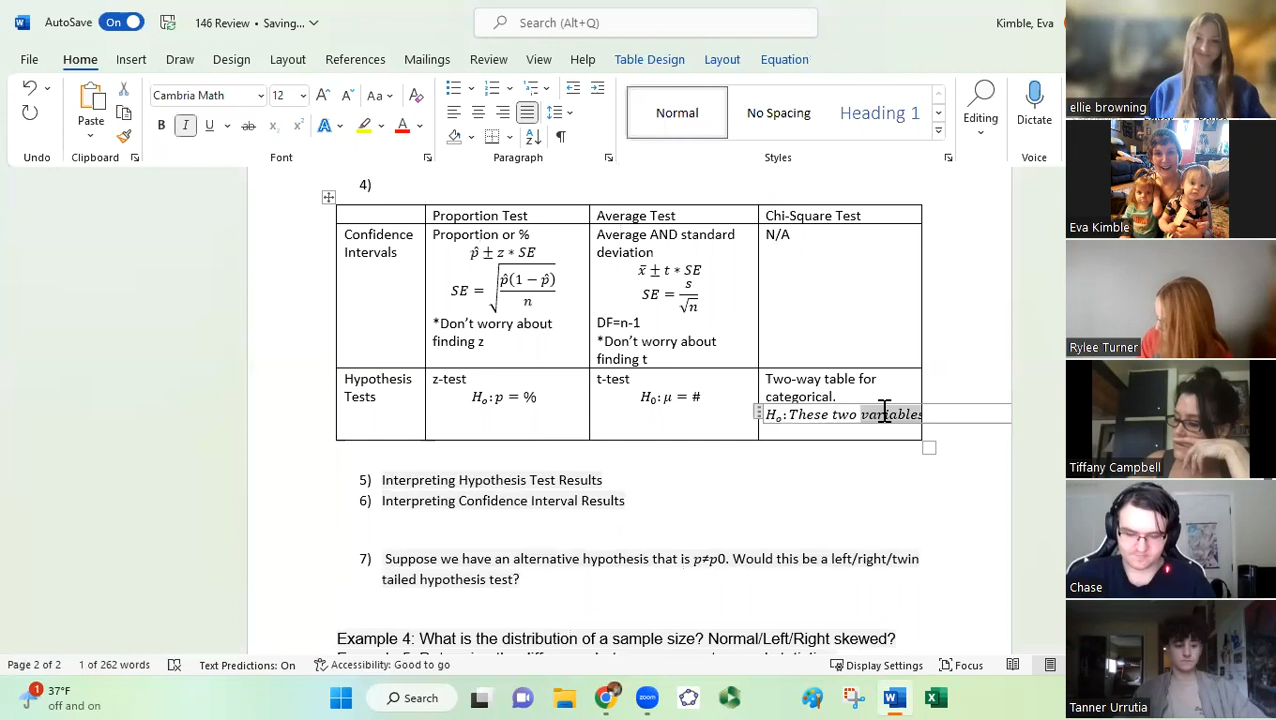 AutoSave On 146 Review • Saving... Search (Alt+Q) Kimble, Eva
File Home Insert Draw Design Layout References Mailings Review View Help Table Design Layout Equation
Cambria Math 12 Aa
Paste
B I U ab x x A A
Normal No Spacing Heading 1
Editing Dictate
Undo Clipboard Font Paragraph Styles Voice
4)
Proportion Test Average Test Chi-Square Test
Confidence
Intervals
Proportion or %
p̂ ± z ∗ SE
SE = √(p̂(1 − p̂)/n)
*Don't worry about
finding z
Average AND standard
deviation
x̄ ± t ∗ SE
SE = s/√n
DF=n-1
*Don't worry about
finding t
N/A
Hypothesis
Tests
z-test
Hₒ: p = %
t-test
H₀: μ = #
Two-way table for
categorical.
Hₒ: These two variables
5) Interpreting Hypothesis Test Results
6) Interpreting Confidence Interval Results
7) Suppose we have an alternative hypothesis that is p≠p0. Would this be a left/right/twin
tailed hypothesis test?
Example 4: What is the distribution of a sample size? Normal/Left/Right skewed?
Page 2 of 2 1 of 262 words Text Predictions: On Accessibility: Good to go Display Settings Focus
1 37°F
off and on
Search
zoom
ellie browning
Eva Kimble
Rylee Turner
Tiffany Campbell
Chase
Tanner Urrutia